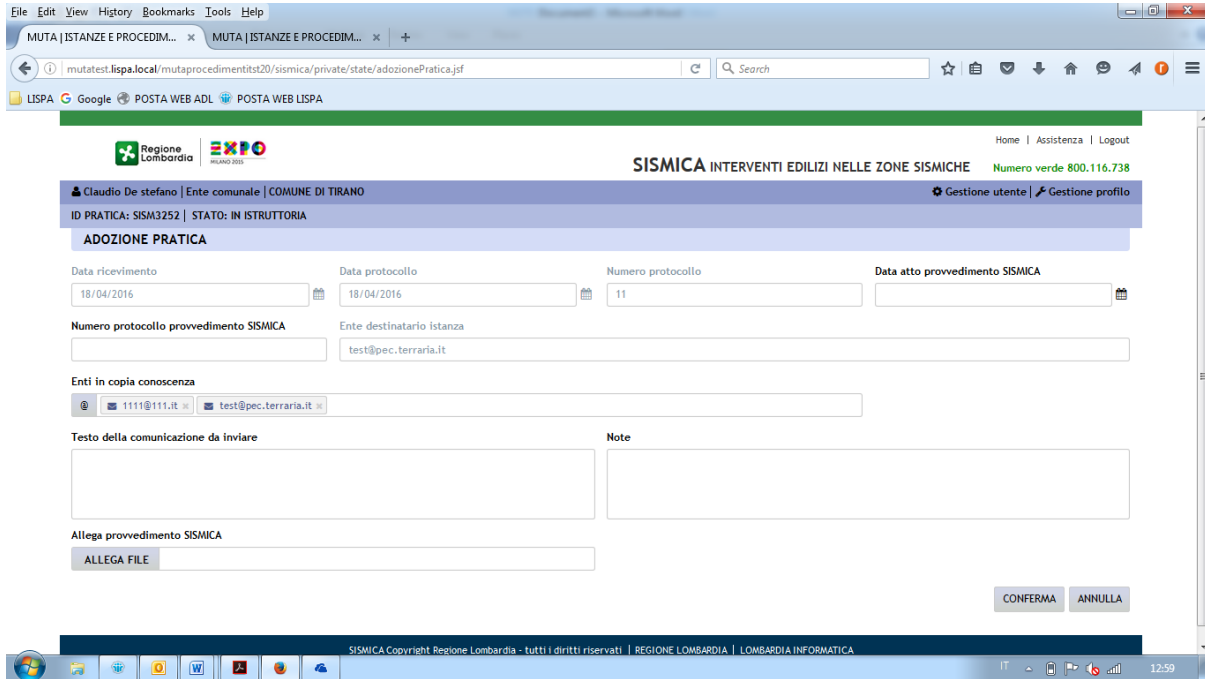 File Edit View History Bookmarks Tools Help
MUTA | ISTANZE E PROCEDIM... × MUTA | ISTANZE E PROCEDIM... × +
mutatest.lispa.local/mutaprocedimentitst20/sismica/private/state/adozionePratica.jsf Search
LISPA Google POSTA WEB ADL POSTA WEB LISPA
Home | Assistenza | Logout
Regione Lombardia EXPO MILANO 2015
SISMICA INTERVENTI EDILIZI NELLE ZONE SISMICHE Numero verde 800.116.738
Claudio De stefano | Ente comunale | COMUNE DI TIRANO Gestione utente | Gestione profilo
ID PRATICA: SISM3252 | STATO: IN ISTRUTTORIA
ADOZIONE PRATICA
Data ricevimento Data protocollo Numero protocollo Data atto provvedimento SISMICA
18/04/2016 18/04/2016 11
Numero protocollo provvedimento SISMICA Ente destinatario istanza
test@pec.terraria.it
Enti in copia conoscenza
@ 1111@111.it × test@pec.terraria.it ×
Testo della comunicazione da inviare Note
Allega provvedimento SISMICA
ALLEGA FILE
CONFERMA ANNULLA
SISMICA Copyright Regione Lombardia - tutti i diritti riservati | REGIONE LOMBARDIA | LOMBARDIA INFORMATICA
IT 12:59